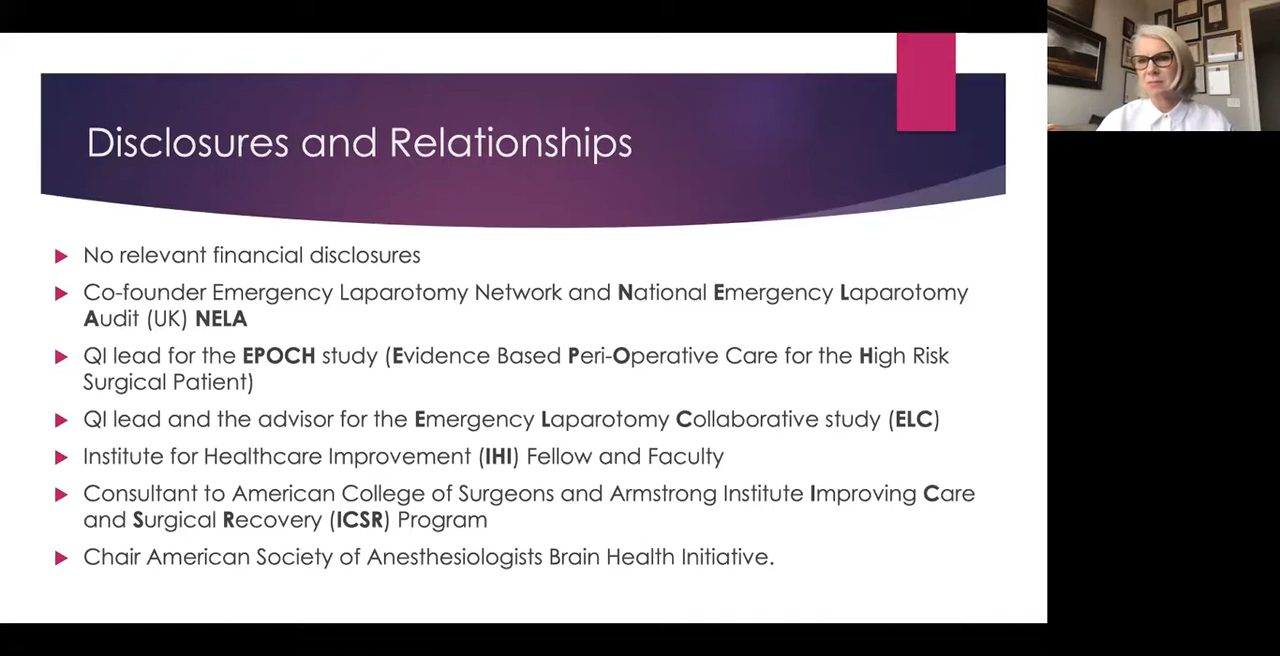 Disclosures and Relationships
No relevant financial disclosures
Co-founder Emergency Laparotomy Network and National Emergency Laparotomy
Audit (UK) NELA
QI lead for the EPOCH study (Evidence Based Peri-Operative Care for the High Risk
Surgical Patient)
QI lead and the advisor for the Emergency Laparotomy Collaborative study (ELC)
Institute for Healthcare Improvement (IHI) Fellow and Faculty
Consultant to American College of Surgeons and Armstrong Institute Improving Care
and Surgical Recovery (ICSR) Program
Chair American Society of Anesthesiologists Brain Health Initiative.